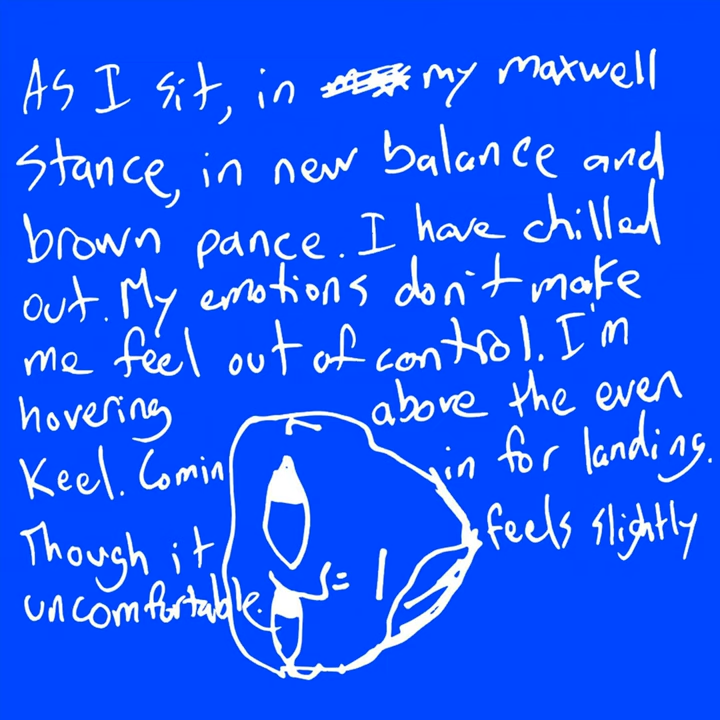 As I sit, in my maxwell
stance, in new balance and
brown pance. I have chilled
out. My emotions don't make
me feel out of control. I'm
hovering above the even
Keel. Comin in for landing.
Though it feels slightly
uncomfortable.